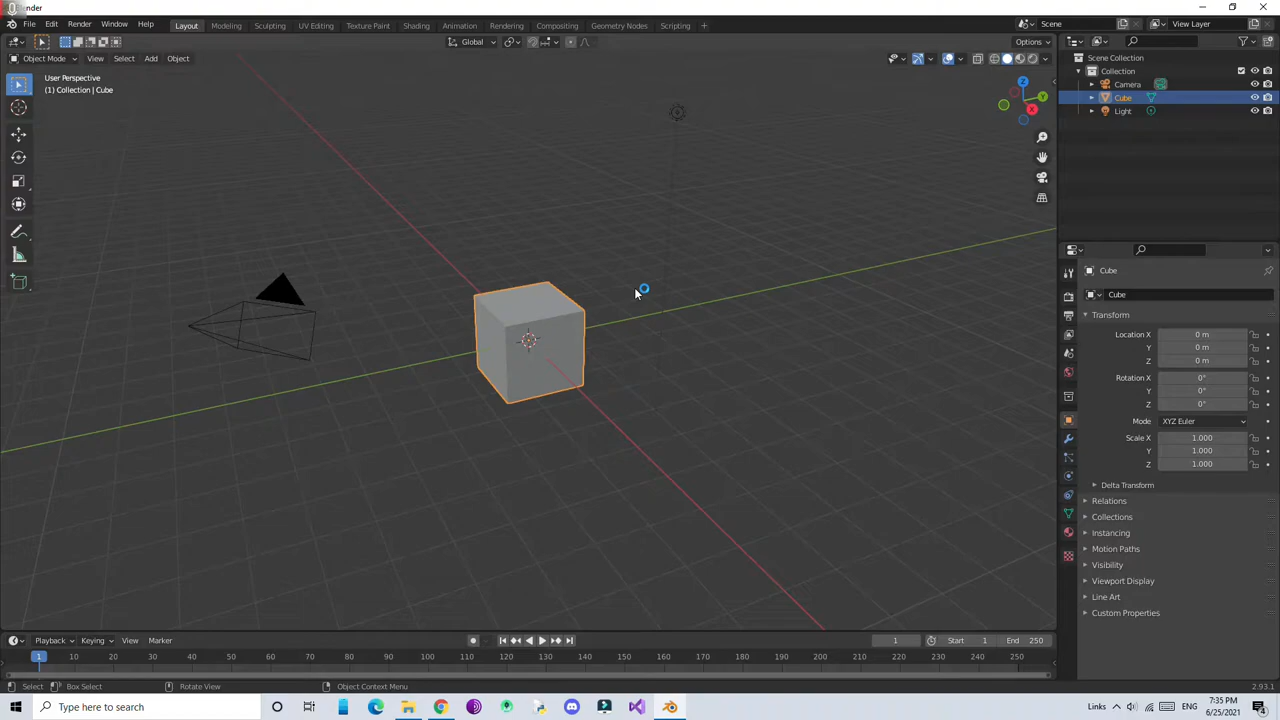 Blender
File Edit Render Window Help Layout Modeling Sculpting UV Editing Texture Paint Shading Animation Rendering Compositing Geometry Nodes Scripting + Scene View Layer
Global Options
Object Mode View Select Add Object
User Perspective
(1) Collection | Cube
Z
Y
X
Scene Collection
Collection
Camera
Cube
Light
Cube
Cube
Transform
Location X 0 m
Y 0 m
Z 0 m
Rotation X 0°
Y 0°
Z 0°
Mode XYZ Euler
Scale X 1.000
Y 1.000
Z 1.000
Delta Transform
Relations
Collections
Instancing
Motion Paths
Visibility
Viewport Display
Line Art
Custom Properties
Playback Keying View Marker 1 Start 1 End 250
1 10 20 30 40 50 60 70 80 90 100 110 120 130 140 150 160 170 180 190 200 210 220 230 240 250
Select Box Select Rotate View Object Context Menu 2.93.1
Type here to search Links ENG 7:35 PM
6/25/2021 4